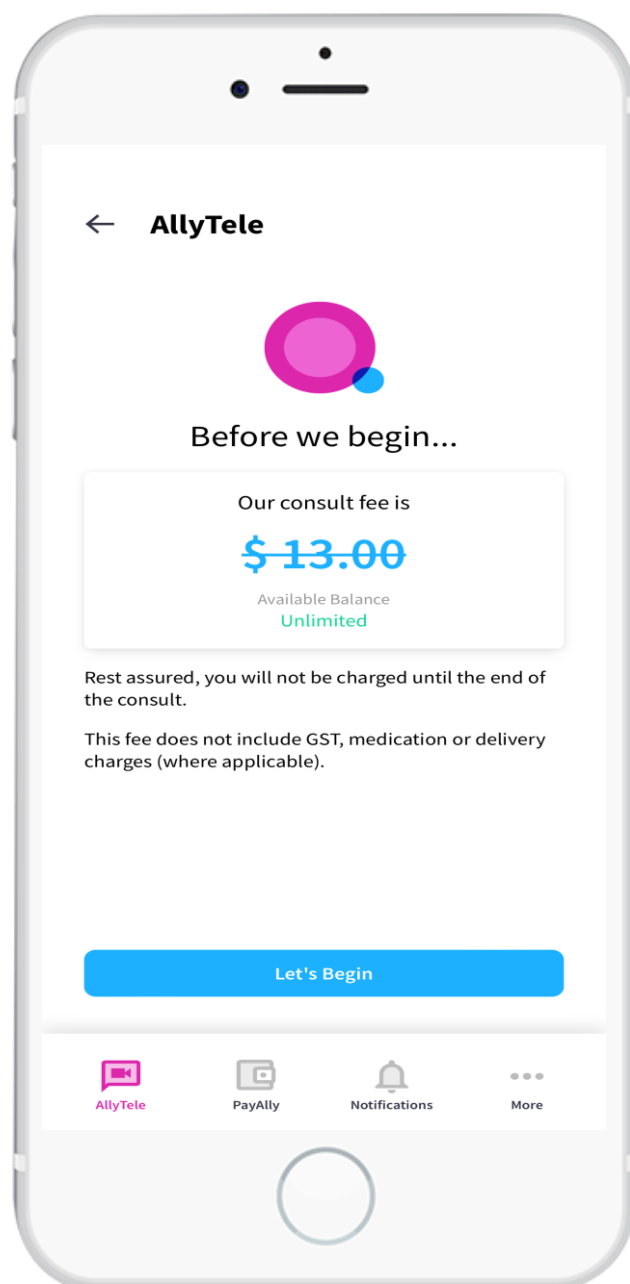 AllyTele
Before we begin...
Our consult fee is
$ 13.00
Available Balance
Unlimited
Rest assured, you will not be charged until the end of
the consult.
This fee does not include GST, medication or delivery
charges (where applicable).
Let's Begin
AllyTele
PayAlly
Notifications
More